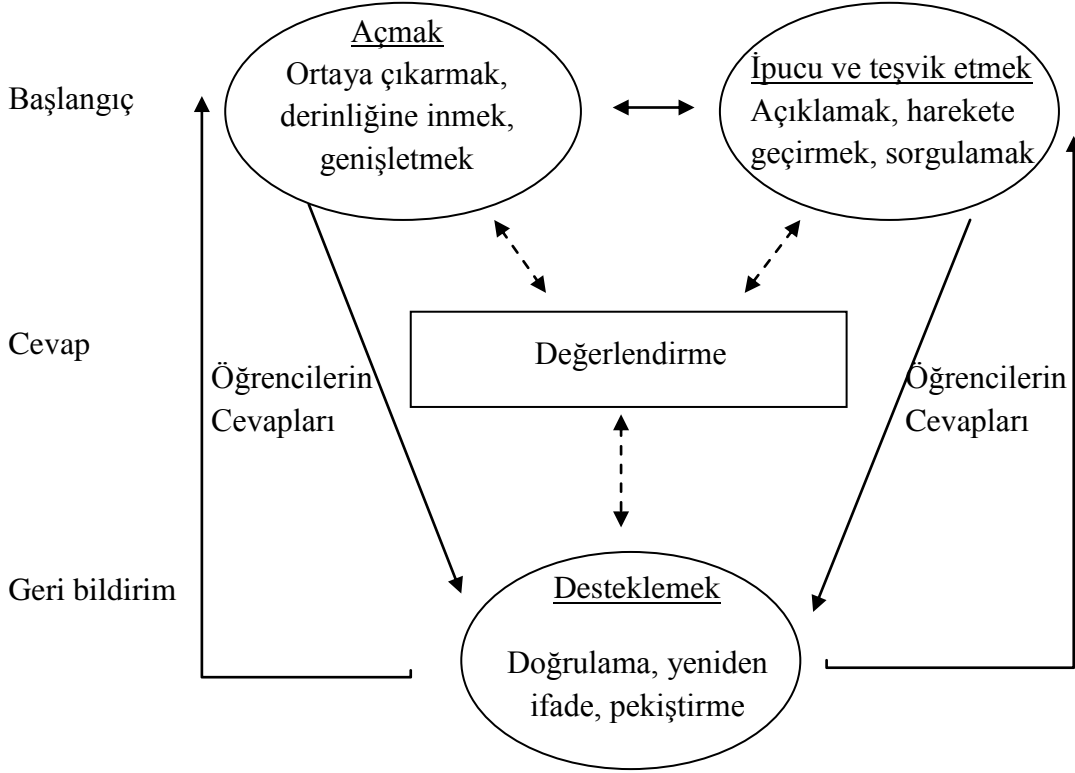 Açmak
Ortaya çıkarmak,
derinliğine inmek,
genişletmek
İpucu ve teşvik etmek
Açıklamak, harekete
geçirmek, sorgulamak
Başlangıç
Cevap
Değerlendirme
Öğrencilerin
Cevapları
Öğrencilerin
Cevapları
Geri bildirim
Desteklemek
Doğrulama, yeniden
ifade, pekiştirme